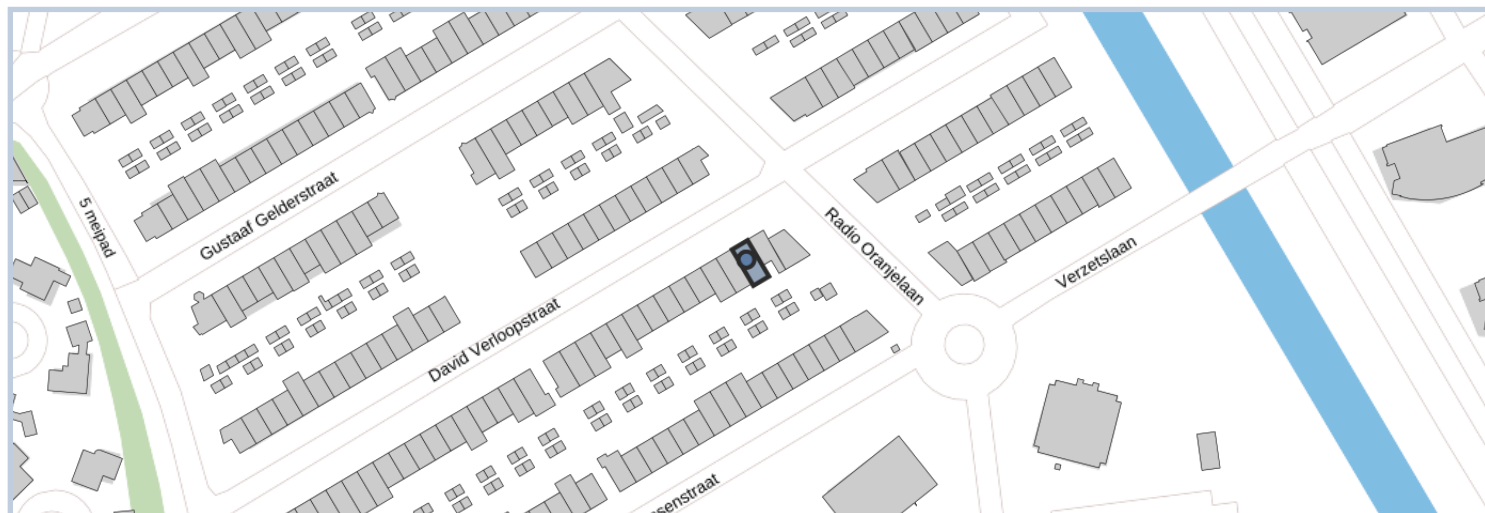 5 meipad
Gustaaf Gelderstraat
Radio Oranjelaan
Verzetslaan
David Verloopstraat
senstraat